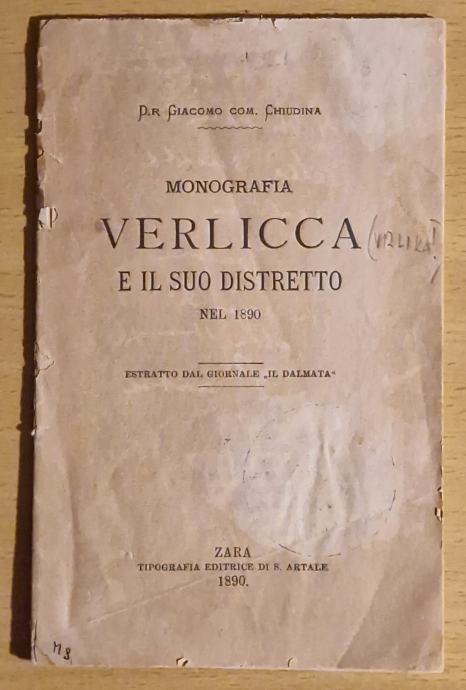 D.R GIACOMO COM. CHIUDINA
MONOGRAFIA
VERLICCA (VRLIKA!)
E IL SUO DISTRETTO
NEL 1890
ESTRATTO DAL GIORNALE „IL DALMATA“
ZARA
TIPOGRAFIA EDITRICE DI S. ARTALE
1890.